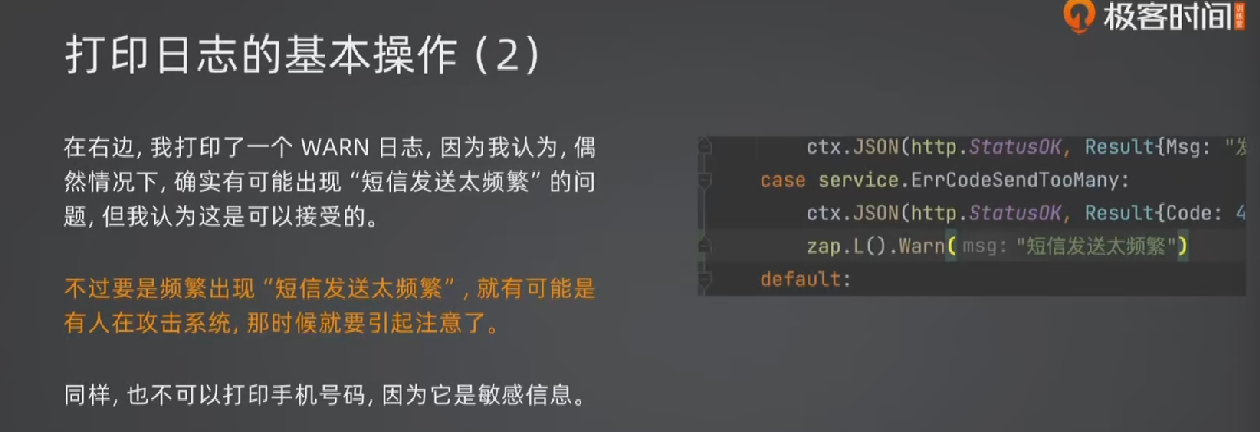 极客时间
训练营
打印日志的基本操作（2）
在右边, 我打印了一个 WARN 日志, 因为我认为, 偶
然情况下, 确实有可能出现 “短信发送太频繁” 的问
题, 但我认为这是可以接受的。
不过要是频繁出现 “短信发送太频繁” , 就有可能是
有人在攻击系统, 那时候就要引起注意了。
同样, 也不可以打印手机号码, 因为它是敏感信息。
ctx.JSON(http.StatusOK, Result{Msg: "发
case service.ErrCodeSendTooMany:
ctx.JSON(http.StatusOK, Result{Code: 4
zap.L().Warn( msg: "短信发送太频繁")
default: